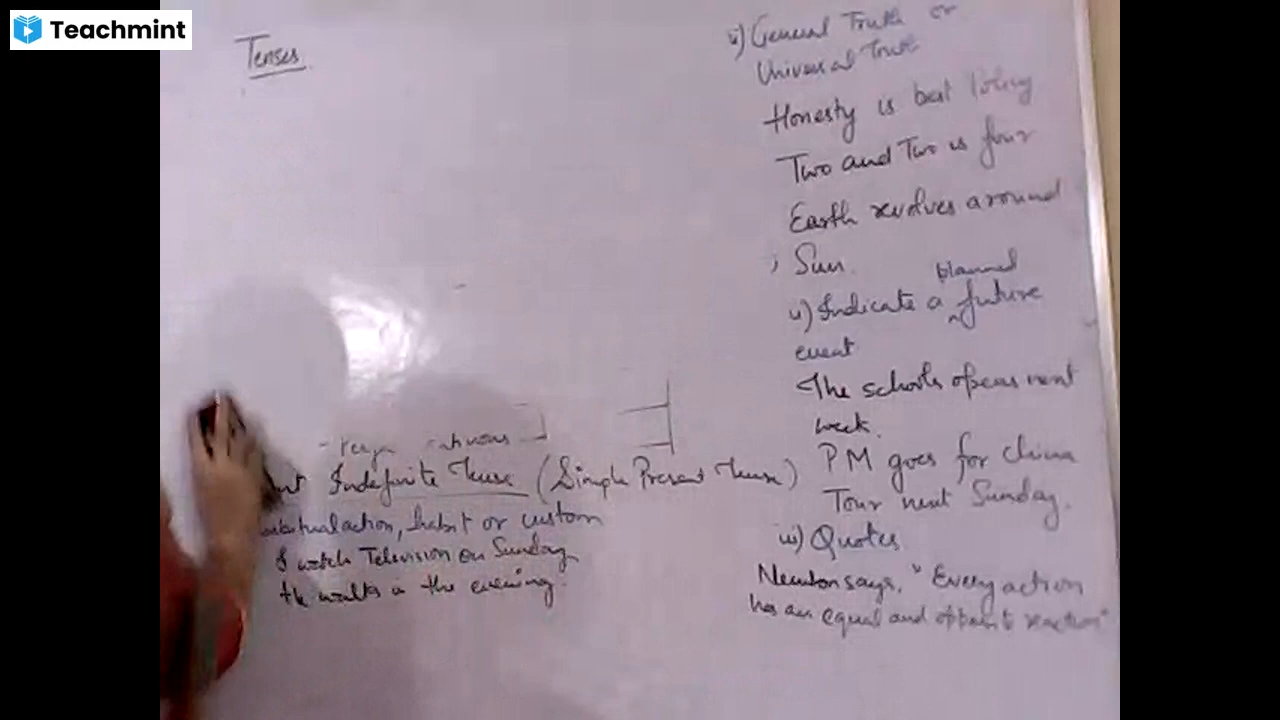 Teachmint
Tenses
Indefinite Tense (Simple Present Tense)
action, habit or custom
I watch Television on Sunday
He walks in the evening.
ii) General Truth or
Universal Truth
Honesty is best Policy
Two and Two is four
Earth revolves around
Sun.
planned
ii) Indicate a ^ future
event
The schools opens next
week.
PM goes for China
Tour next Sunday.
iii) Quotes
Newton says, "Every action
has an equal and opposite reaction"